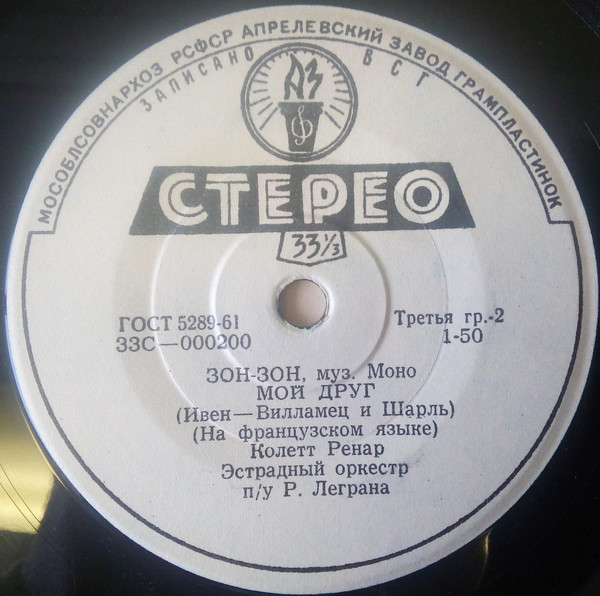 МОСОБЛСОВНАРХОЗ РСФСР АПРЕЛЕВСКИЙ ЗАВОД ГРАМПЛАСТИНОК
ЗАПИСАНО ВСГ
АЗ
СТЕРЕО
33⅓
ГОСТ 5289-61
33С—000200
Третья гр.-2
1-50
ЗОН-ЗОН, муз. Моно
МОЙ ДРУГ
(Ивен—Вилламец и Шарль)
(На французском языке)
Колетт Ренар
Эстрадный оркестр
п/у Р. Леграна